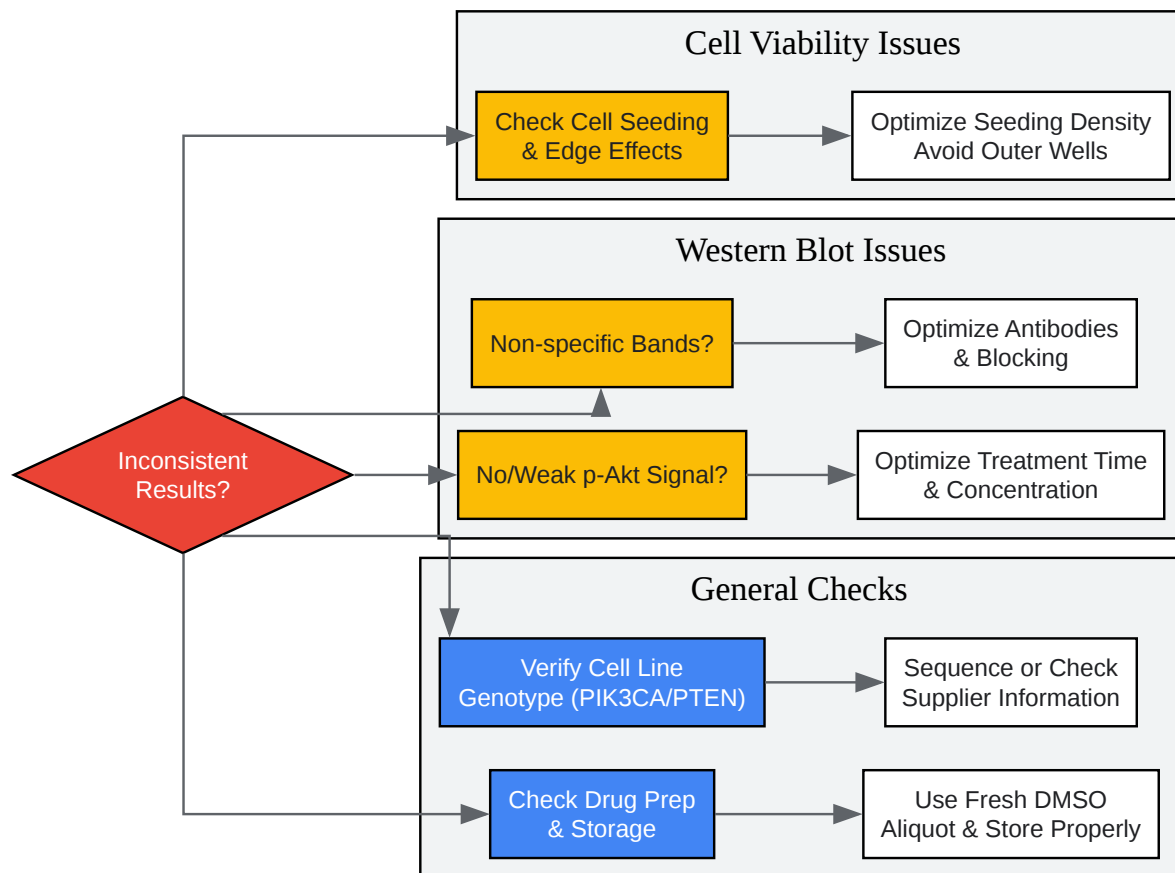 Cell Viability Issues
Check Cell Seeding
& Edge Effects
Optimize Seeding Density
Avoid Outer Wells
Western Blot Issues
Non-specific Bands?
Optimize Antibodies
& Blocking
Inconsistent
Results?
No/Weak p-Akt Signal?
Optimize Treatment Time
& Concentration
General Checks
Verify Cell Line
Genotype (PIK3CA/PTEN)
Sequence or Check
Supplier Information
Check Drug Prep
& Storage
Use Fresh DMSO
Aliquot & Store Properly